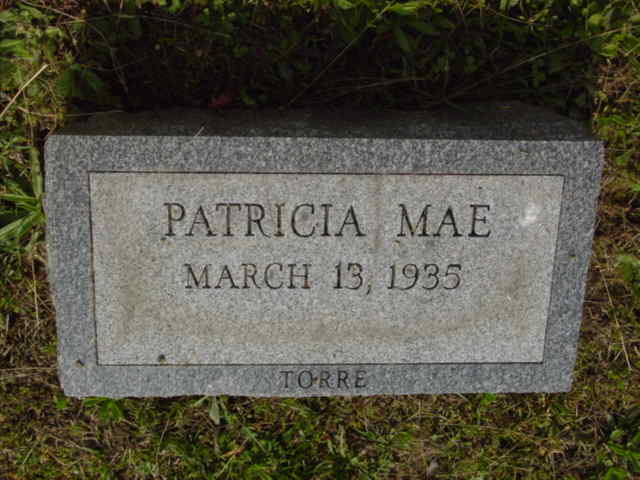 PATRICIA MAE
MARCH 13, 1935
TORRE